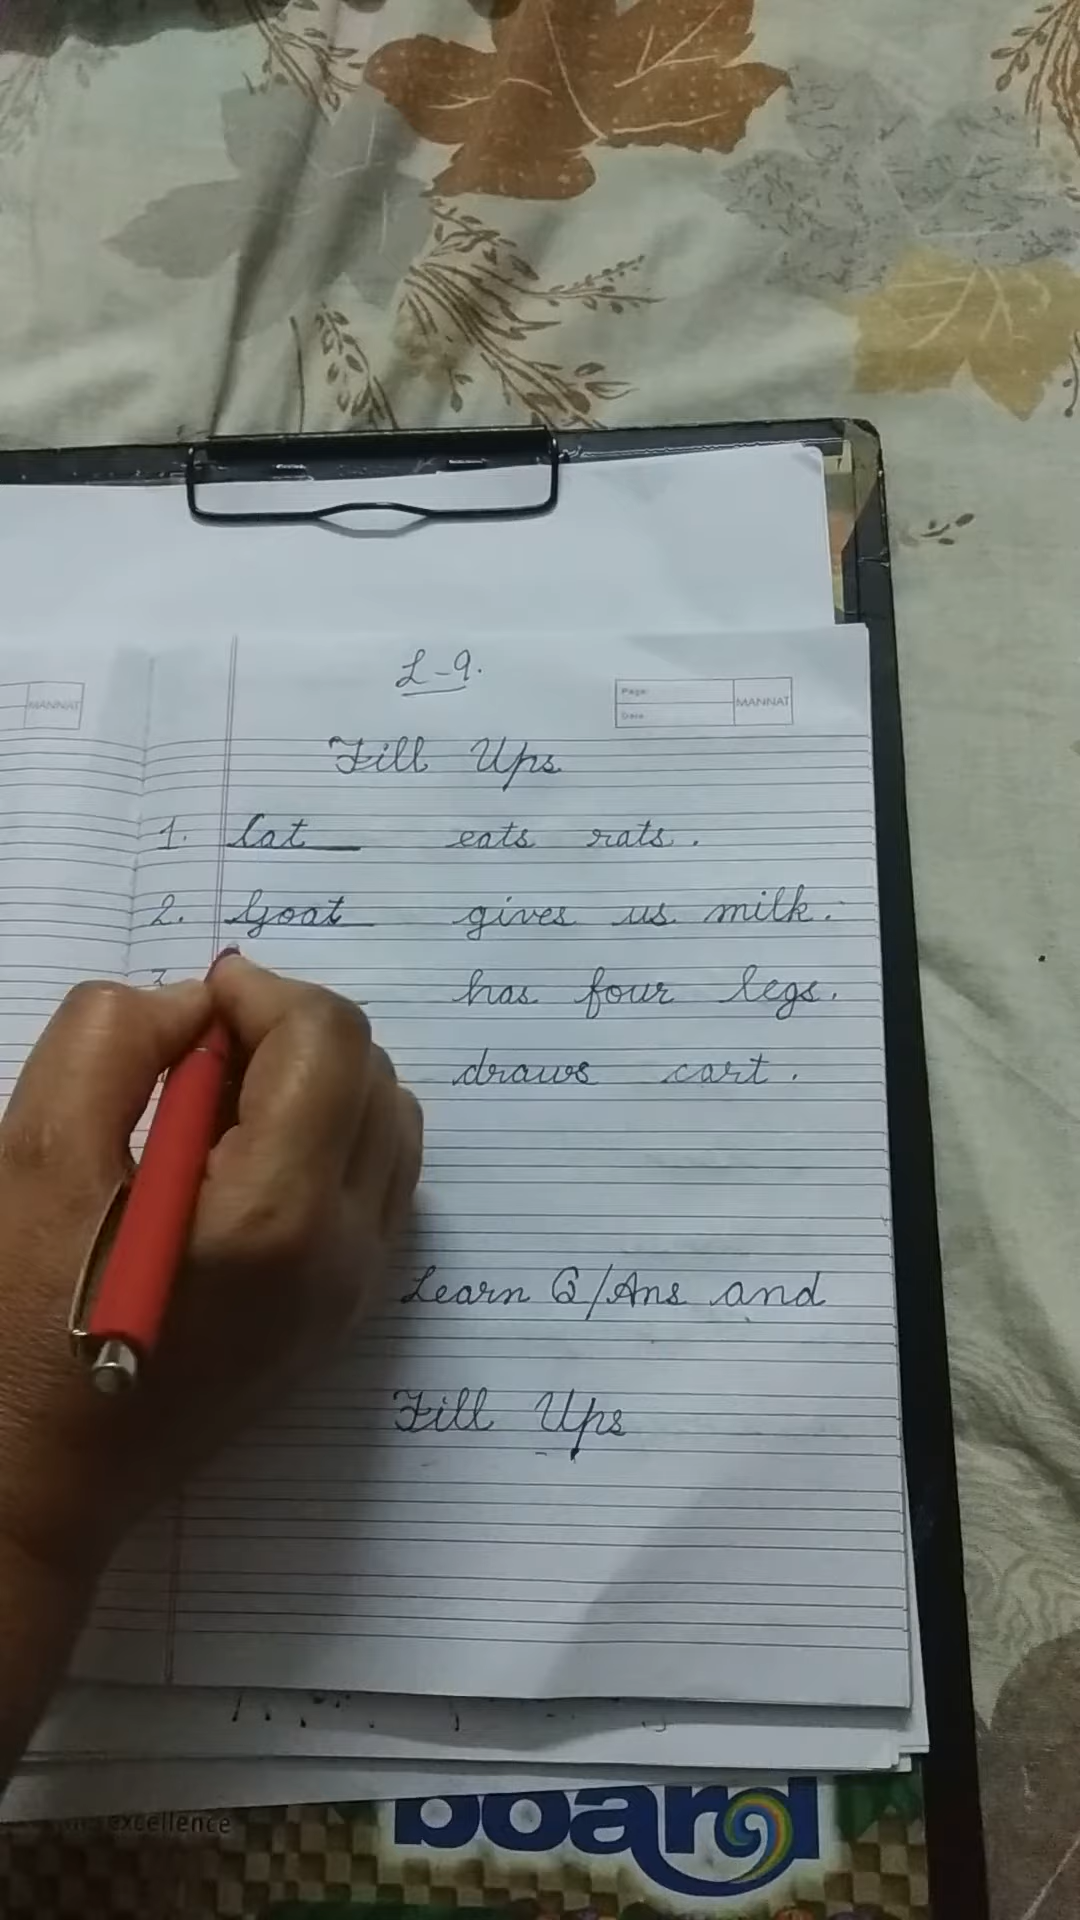 L-9.
MANNAT
Page:
Date
MANNAT
Fill Ups
1. Cat eats rats.
2. Goat gives us milk.
3. has four legs.
draws cart.
Learn Q/Ans and
Fill Ups
excellence
board